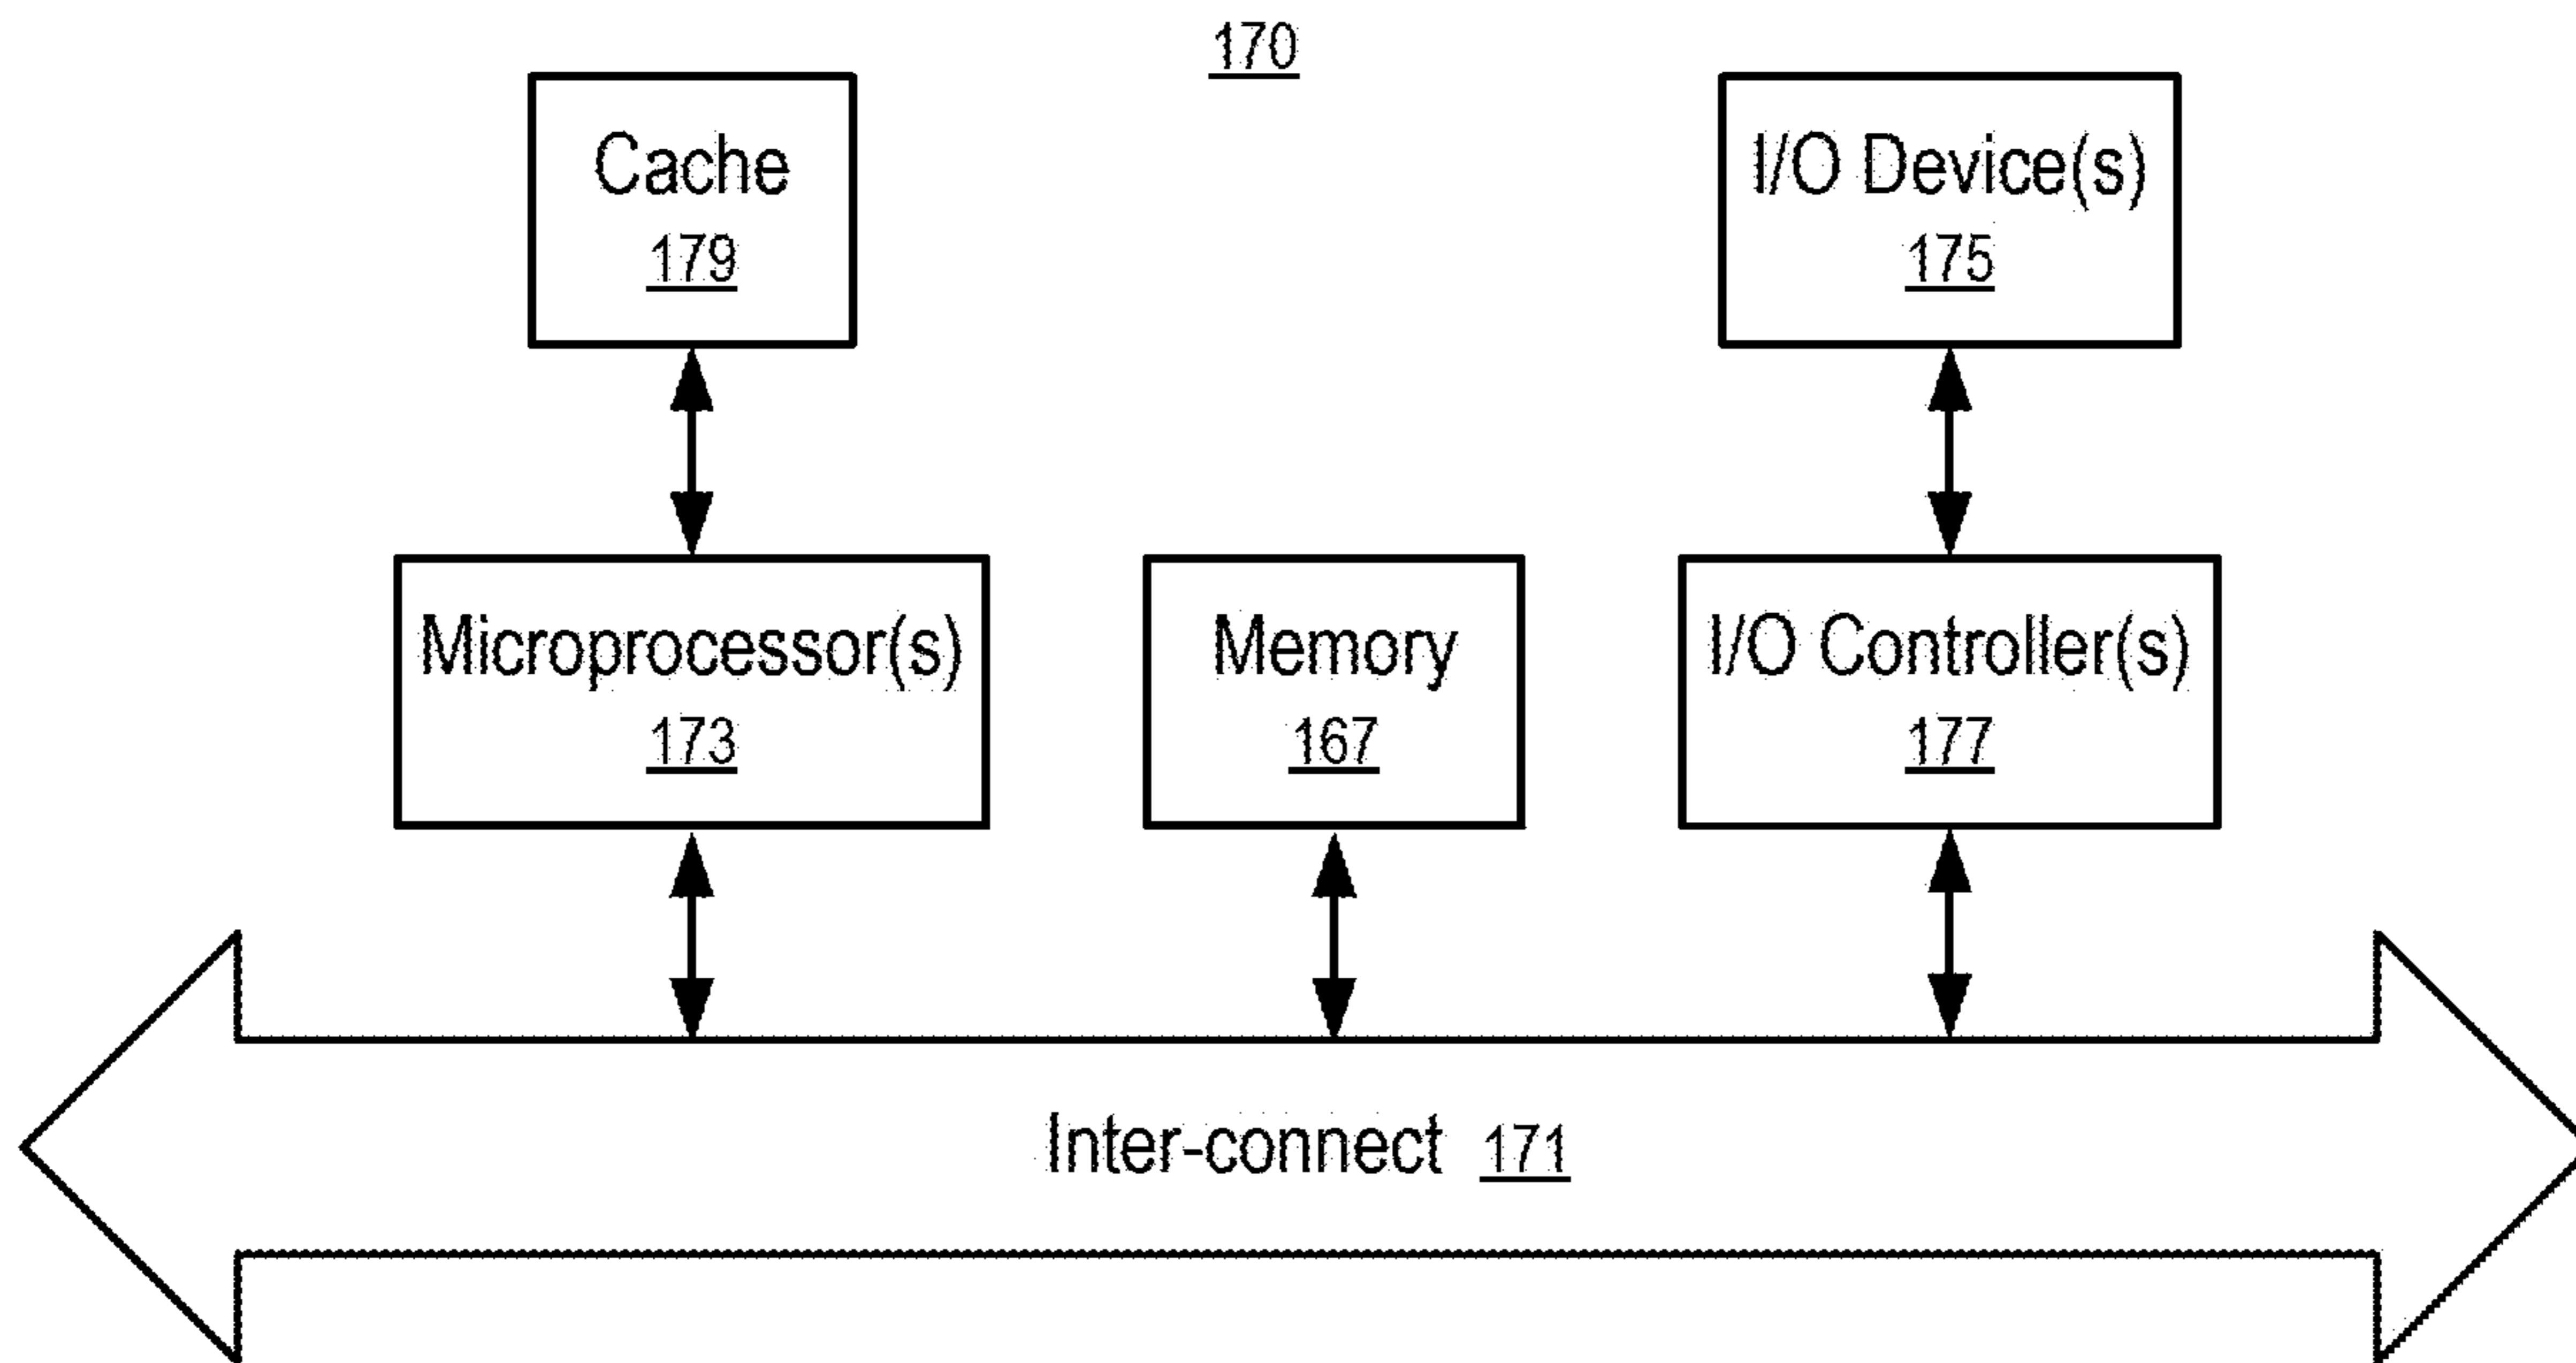 170
Cache
179
I/O Device(s)
175
Microprocessor(s)
173
Memory
167
I/O Controller(s)
177
Inter-connect 171